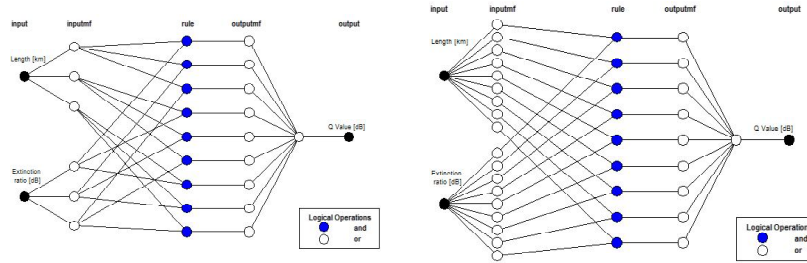 input
inputmf
rule
outputmf
output
Length [km]
Q Value [dB]
Extinction
ratio [dB]
Logical Operations
and
or
input
inputmf
rule
outputmf
output
Length [km]
Q Value [dB]
Extinction
ratio [dB]
Logical Operation
and
or